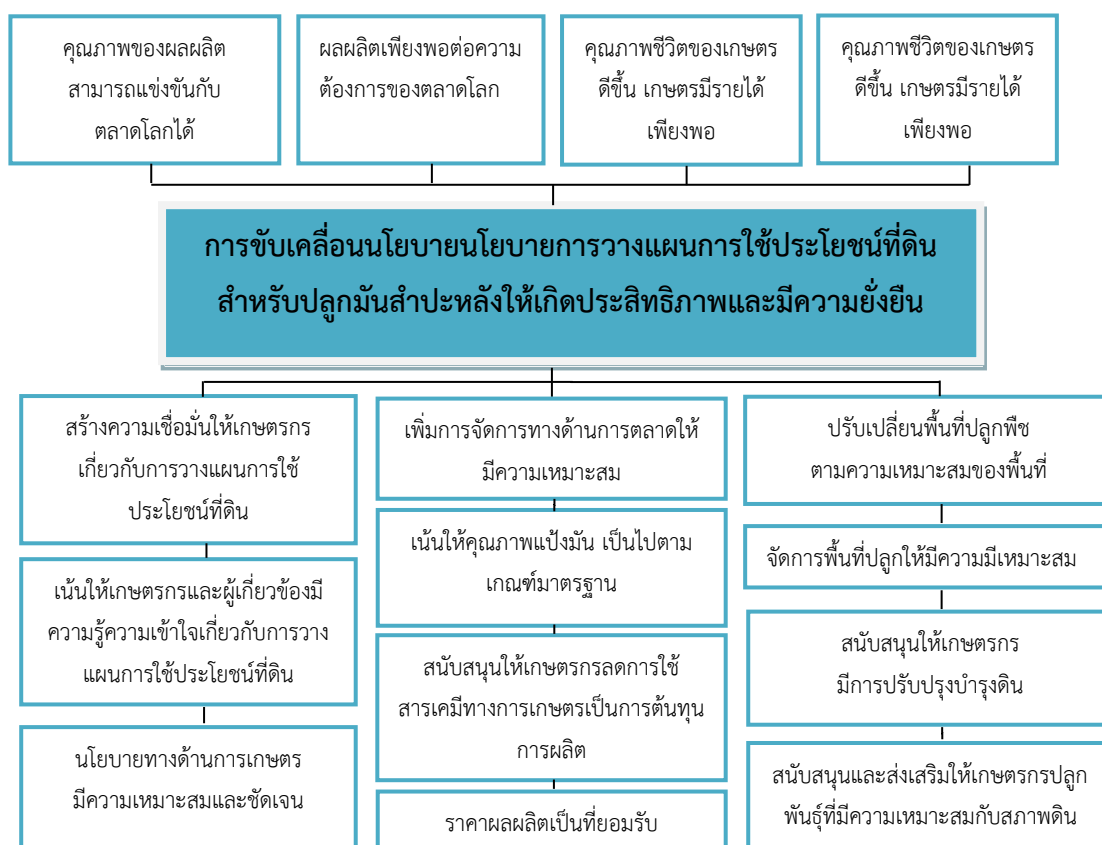 คุณภาพของผลผลิต
สามารถแข่งขันกับ
ตลาดโลกได้
ผลผลิตเพียงพอต่อความ
ต้องการของตลาดโลก
คุณภาพชีวิตของเกษตร
ดีขึ้น เกษตรมีรายได้
เพียงพอ
คุณภาพชีวิตของเกษตร
ดีขึ้น เกษตรมีรายได้
เพียงพอ
การขับเคลื่อนนโยบายนโยบายการวางแผนการใช้ประโยชน์ที่ดิน
สำหรับปลูกมันสำปะหลังให้เกิดประสิทธิภาพและมีความยั่งยืน
สร้างความเชื่อมั่นให้เกษตรกร
เกี่ยวกับการวางแผนการใช้
ประโยชน์ที่ดิน
เน้นให้เกษตรกรและผู้เกี่ยวข้องมี
ความรู้ความเข้าใจเกี่ยวกับการวาง
แผนการใช้ประโยชน์ที่ดิน
นโยบายทางด้านการเกษตร
มีความเหมาะสมและชัดเจน
เพิ่มการจัดการทางด้านการตลาดให้
มีความเหมาะสม
เน้นให้คุณภาพแป้งมัน เป็นไปตาม
เกณฑ์มาตรฐาน
สนับสนุนให้เกษตรกรลดการใช้
สารเคมีทางการเกษตรเป็นการต้นทุน
การผลิต
ราคาผลผลิตเป็นที่ยอมรับ
ปรับเปลี่ยนพื้นที่ปลูกพืช
ตามความเหมาะสมของพื้นที่
จัดการพื้นที่ปลูกให้มีความมีเหมาะสม
สนับสนุนให้เกษตรกร
มีการปรับปรุงบำรุงดิน
สนับสนุนและส่งเสริมให้เกษตรกรปลูก
พันธุ์ที่มีความเหมาะสมกับสภาพดิน